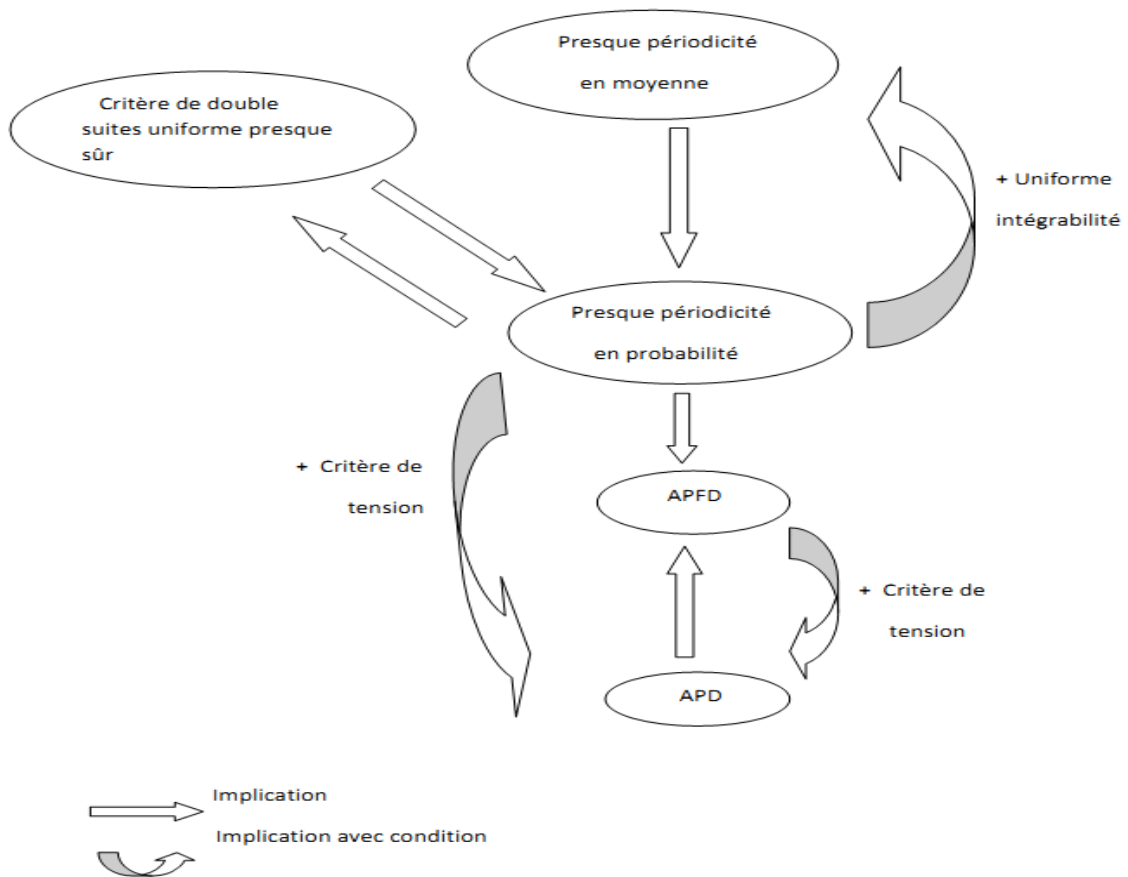 Presque périodicité
en moyenne
Critère de double
suites uniforme presque
sûr
+ Uniforme
intégrabilité
Presque périodicité
en probabilité
+ Critère de
tension
APFD
+ Critère de
tension
APD
Implication
Implication avec condition